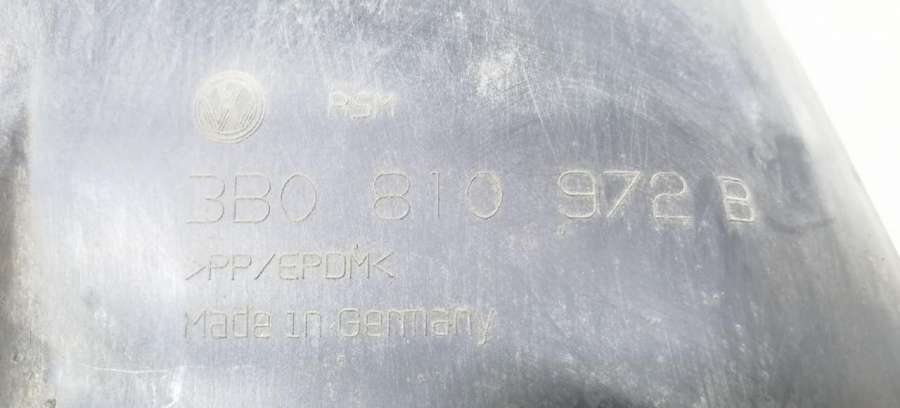 RSM
3B0 810 972 B
>PP/EPDM<
Made in Germany